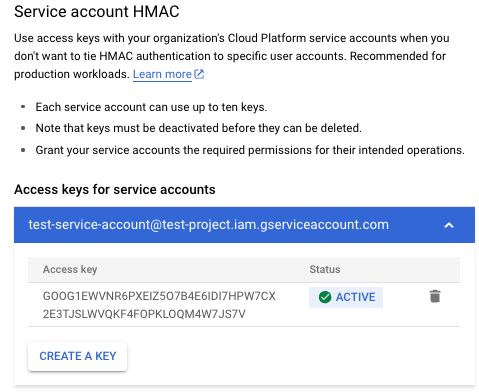 Service account HMAC
Use access keys with your organization's Cloud Platform service accounts when you
don't want to tie HMAC authentication to specific user accounts. Recommended for
production workloads. Learn more
Each service account can use up to ten keys.
Note that keys must be deactivated before they can be deleted.
Grant your service accounts the required permissions for their intended operations.
Access keys for service accounts
test-service-account@test-project.iam.gserviceaccount.com
Access key Status
GOOG1EWVNR6PXEIZ5O7B4E6IDI7HPW7CX ACTIVE
2E3TJSLWVQKF4FOPKLOQM4W7JS7V
CREATE A KEY